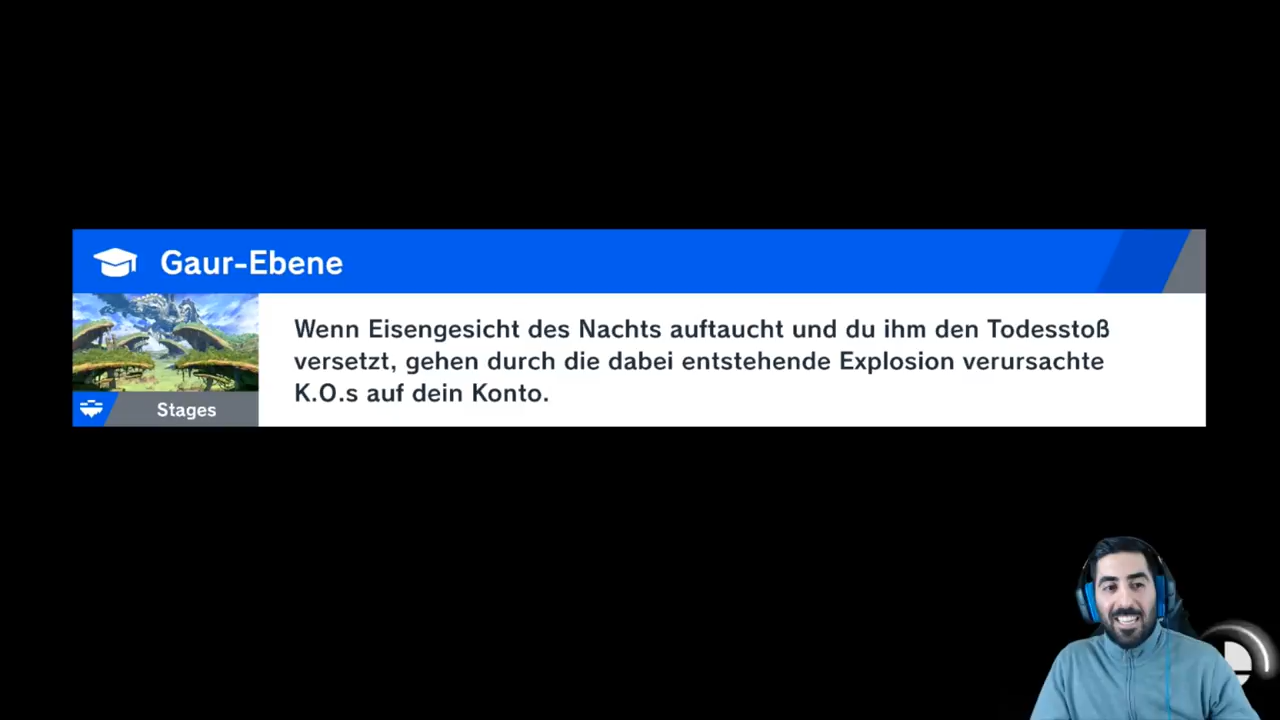 Gaur-Ebene
Wenn Eisengesicht des Nachts auftaucht und du ihm den Todesstoß
versetzt, gehen durch die dabei entstehende Explosion verursachte
K.O.s auf dein Konto.
Stages